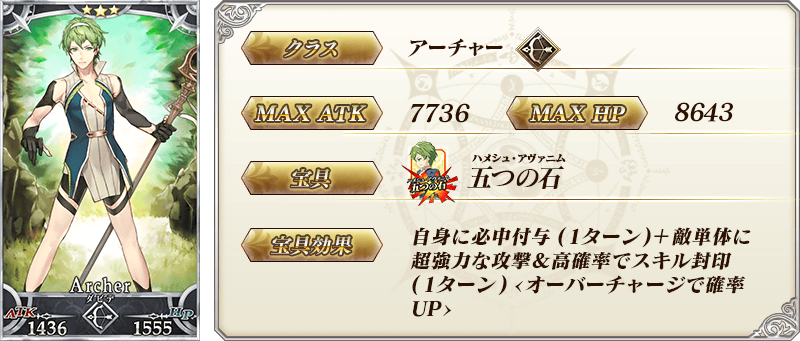 Archer
ダビデ
ATK
HP
1436
1555
クラス
アーチャー
MAX ATK
7736
MAX HP
8643
宝具
五つの石
ハメシュ・アヴァニム
五つの石
宝具効果
自身に必中付与 (1ターン)+敵単体に
超強力な攻撃&高確率でスキル封印
(1ターン) <オーバーチャージで確率
UP>